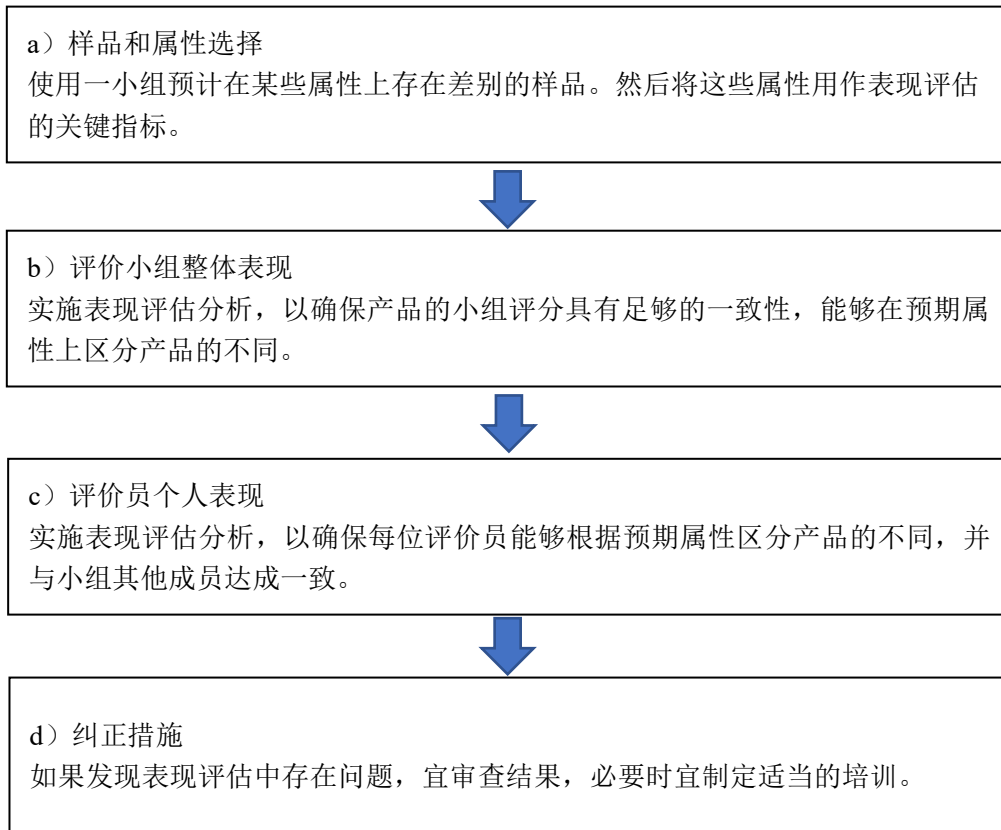 a）样品和属性选择
使用一小组预计在某些属性上存在差别的样品。然后将这些属性用作表现评估
的关键指标。
b）评价小组整体表现
实施表现评估分析，以确保产品的小组评分具有足够的一致性，能够在预期属
性上区分产品的不同。
c）评价员个人表现
实施表现评估分析，以确保每位评价员能够根据预期属性区分产品的不同，并
与小组其他成员达成一致。
d）纠正措施
如果发现表现评估中存在问题，宜审查结果，必要时宜制定适当的培训。